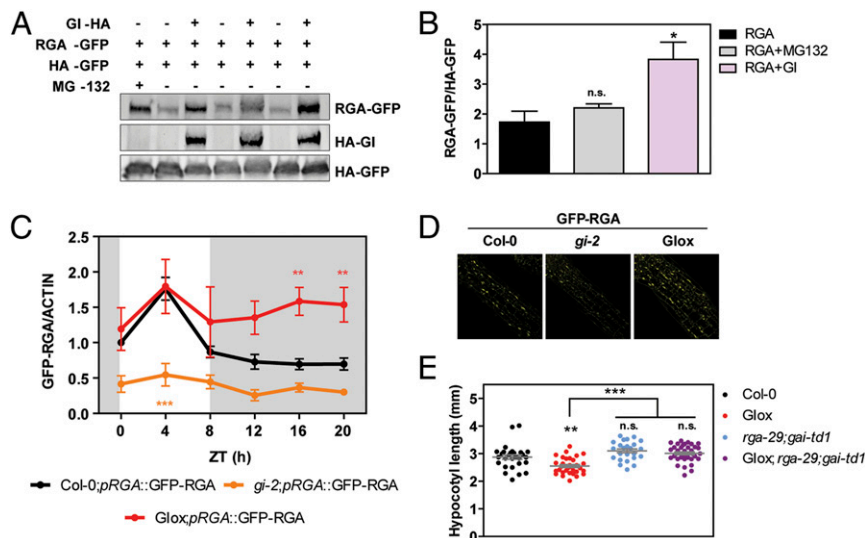 A
GI -HA - - + - + - +
RGA -GFP + + + + + + +
HA -GFP + + + + + + +
MG -132 + - - - - - -
RGA-GFP
HA-GI
HA-GFP
B
RGA-GFP/HA-GFP
5
4
3
2
1
0
n.s.
*
RGA
RGA+MG132
RGA+GI
C
GFP-RGA/ACTIN
2.5
2.0
1.5
1.0
0.5
0.0
** **
***
0 4 8 12 16 20
ZT (h)
Col-0;pRGA::GFP-RGA
gi-2;pRGA::GFP-RGA
GIox;pRGA::GFP-RGA
D
GFP-RGA
Col-0 gi-2 GIox
E
Hypocotyl length (mm)
5
4
3
2
1
0
***
** n.s. n.s.
Col-0
GIox
rga-29;gai-td1
GIox;rga-29;gai-td1